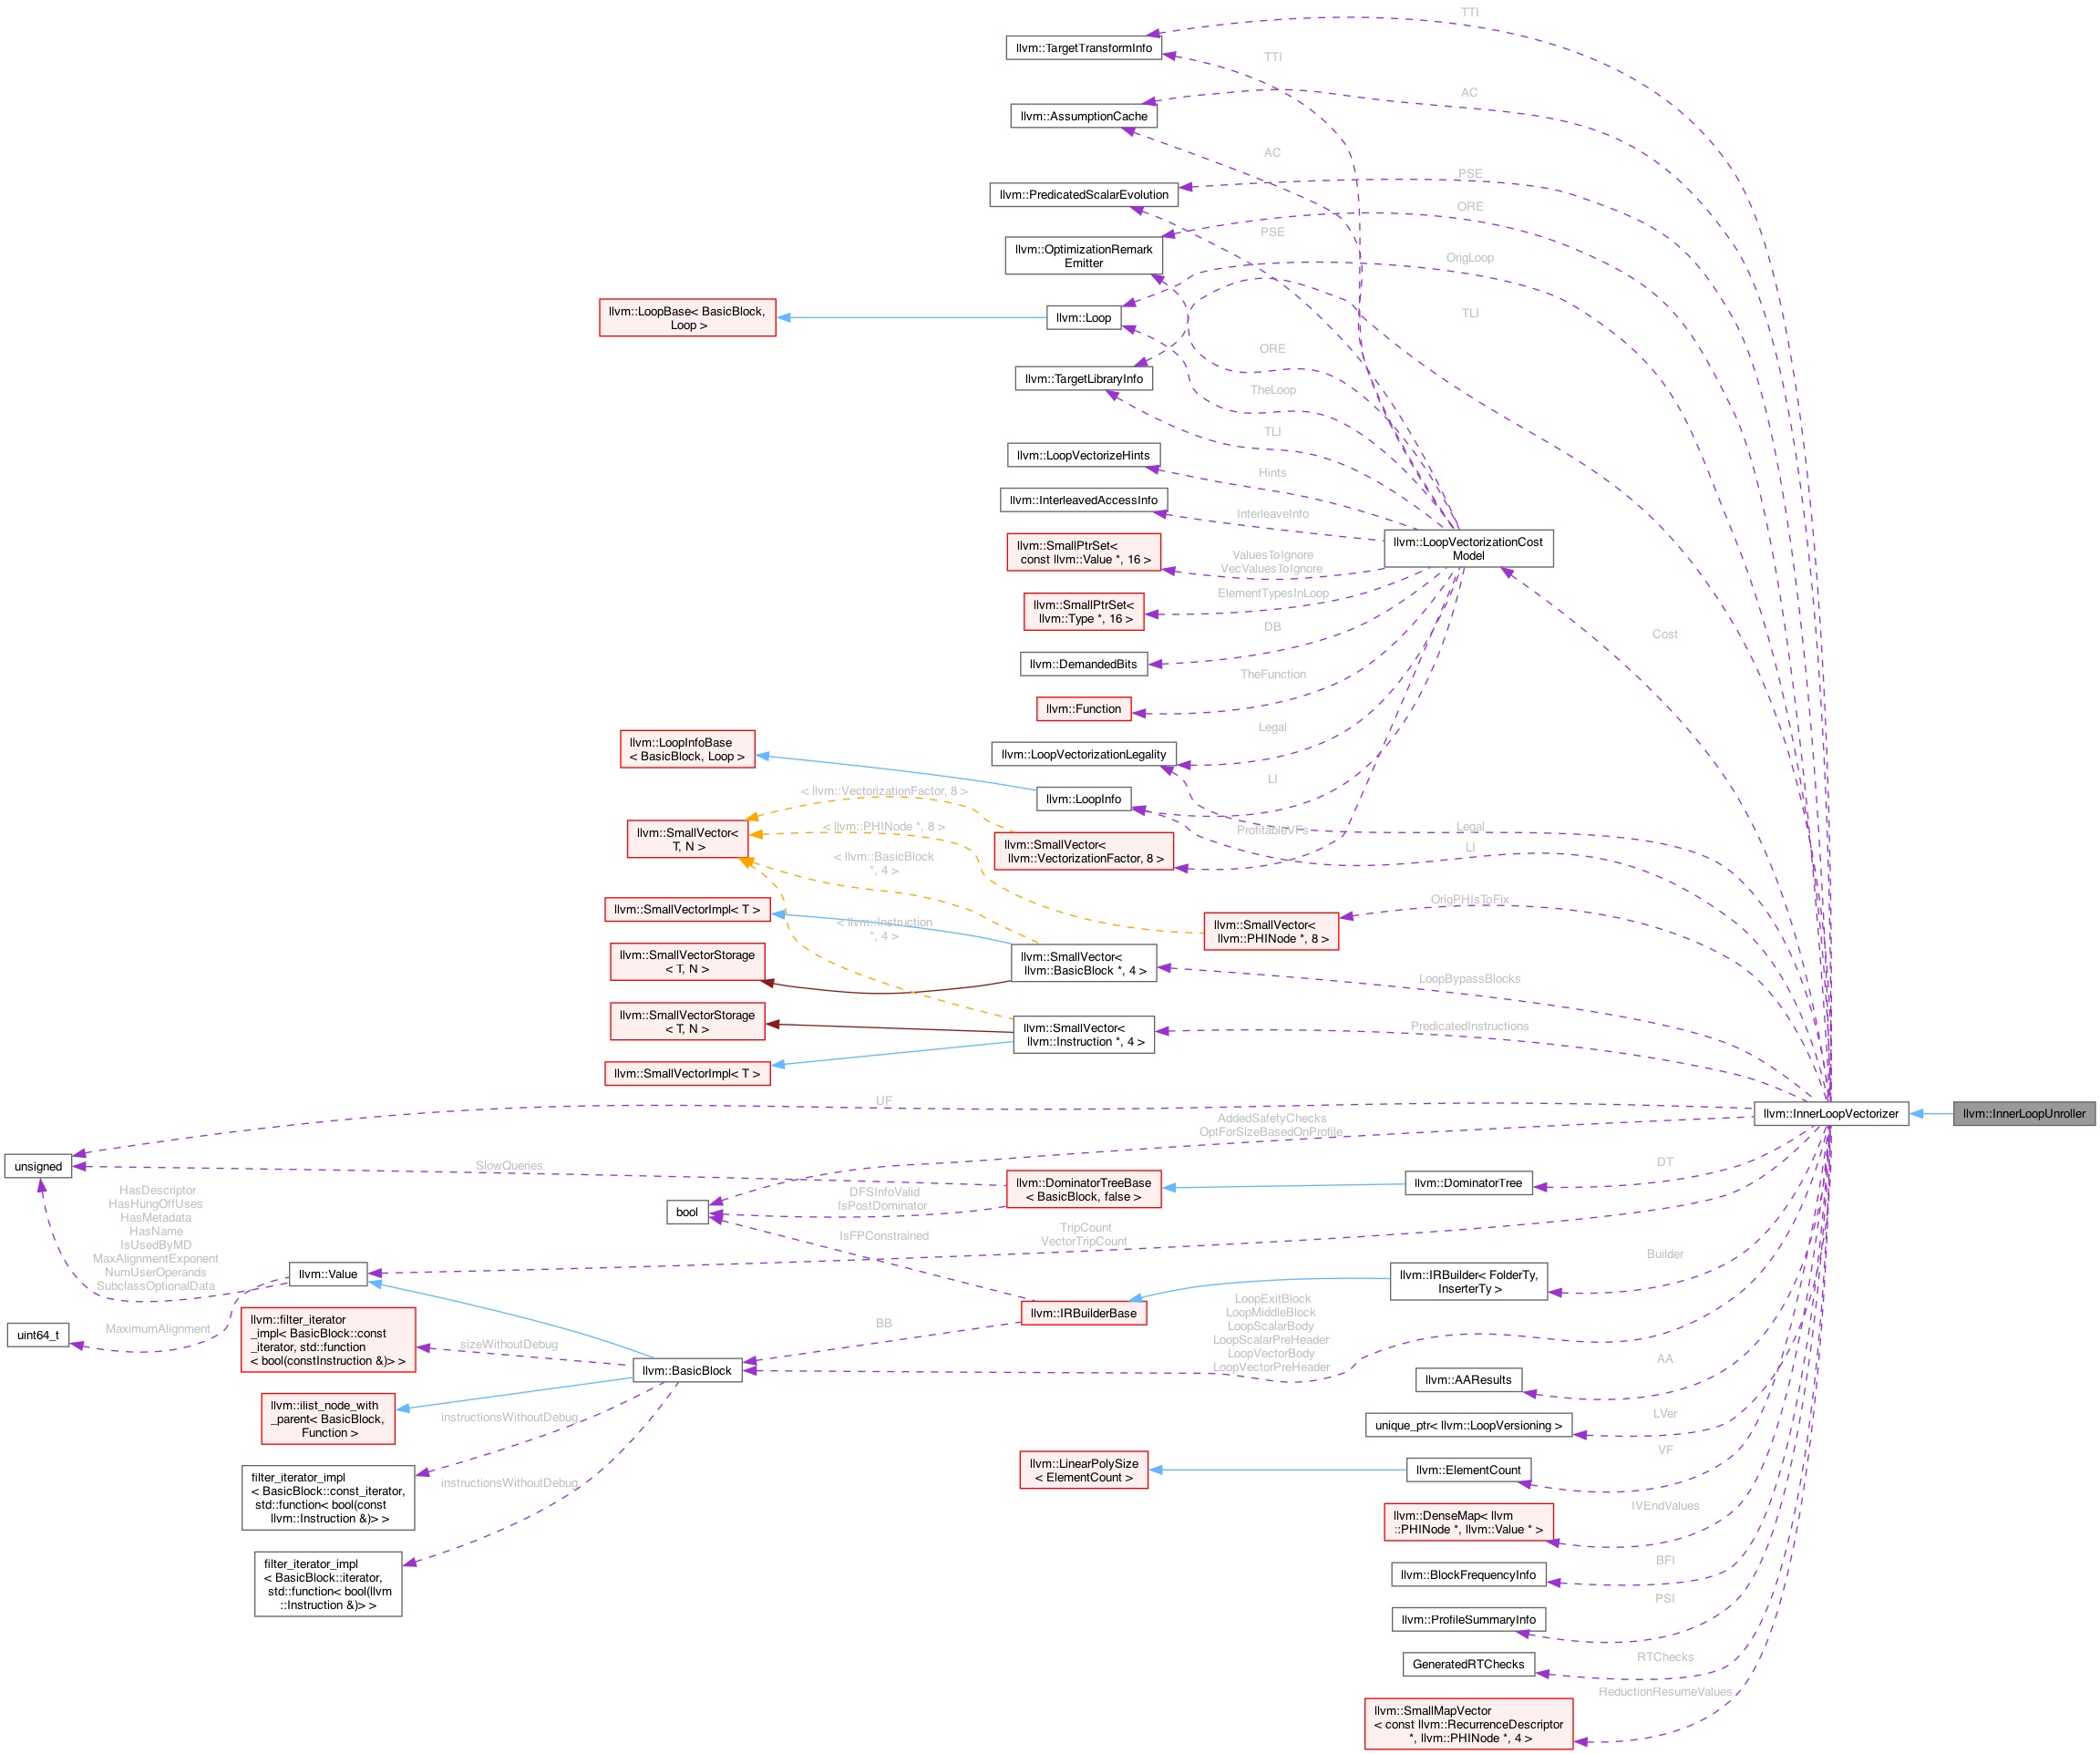 TTI
llvm::TargetTransformInfo
TTI
AC
llvm::AssumptionCache
AC
PSE
llvm::PredicatedScalarEvolution
ORE
PSE
llvm::OptimizationRemark
Emitter
OrigLoop
llvm::LoopBase< BasicBlock,
Loop >
llvm::Loop
TLI
ORE
llvm::TargetLibraryInfo
TheLoop
TLI
llvm::LoopVectorizeHints
Hints
llvm::InterleavedAccessInfo
InterleaveInfo
llvm::SmallPtrSet<
const llvm::Value *, 16 >
ValuesToIgnore
VecValuesToIgnore
llvm::LoopVectorizationCost
Model
llvm::SmallPtrSet<
llvm::Type *, 16 >
ElementTypesInLoop
DB
Cost
llvm::DemandedBits
TheFunction
llvm::Function
Legal
llvm::LoopInfoBase
< BasicBlock, Loop >
llvm::LoopVectorizationLegality
LI
llvm::LoopInfo
< llvm::VectorizationFactor, 8 >
llvm::SmallVector<
T, N >
< llvm::PHINode *, 8 >
ProfitableVFs
Legal
LI
llvm::SmallVector<
llvm::VectorizationFactor, 8 >
< llvm::BasicBlock
*, 4 >
OrigPHIsToFix
llvm::SmallVectorImpl< T >
< llvm::Instruction
*, 4 >
llvm::SmallVector<
llvm::PHINode *, 8 >
llvm::SmallVectorStorage
< T, N >
llvm::SmallVector<
llvm::BasicBlock *, 4 >
LoopBypassBlocks
llvm::SmallVectorStorage
< T, N >
llvm::SmallVector<
llvm::Instruction *, 4 >
PredicatedInstructions
llvm::SmallVectorImpl< T >
UF
AddedSafetyChecks
OptForSizeBasedOnProfile
llvm::InnerLoopVectorizer
llvm::InnerLoopUnroller
unsigned
SlowQueries
DT
HasDescriptor
HasHungOffUses
HasMetadata
HasName
IsUsedByMD
MaxAlignmentExponent
NumUserOperands
SubclassOptionalData
llvm::DominatorTreeBase
< BasicBlock, false >
llvm::DominatorTree
DFSInfoValid
IsPostDominator
bool
IsFPConstrained
TripCount
VectorTripCount
Builder
llvm::Value
llvm::IRBuilder< FolderTy,
InserterTy >
LoopExitBlock
LoopMiddleBlock
LoopScalarBody
LoopScalarPreHeader
LoopVectorBody
LoopVectorPreHeader
llvm::IRBuilderBase
BB
uint64_t
MaximumAlignment
llvm::filter_iterator
_impl< BasicBlock::const
_iterator, std::function
< bool(constInstruction &)> >
sizeWithoutDebug
llvm::BasicBlock
AA
llvm::AAResults
llvm::ilist_node_with
_parent< BasicBlock,
Function >
instructionsWithoutDebug
LVer
unique_ptr< llvm::LoopVersioning >
VF
llvm::LinearPolySize
< ElementCount >
llvm::ElementCount
filter_iterator_impl
< BasicBlock::const_iterator,
std::function< bool(const
llvm::Instruction &)> >
instructionsWithoutDebug
IVEndValues
llvm::DenseMap< llvm
::PHINode *, llvm::Value * >
BFI
llvm::BlockFrequencyInfo
filter_iterator_impl
< BasicBlock::iterator,
std::function< bool(llvm
::Instruction &)> >
PSI
llvm::ProfileSummaryInfo
RTChecks
GeneratedRTChecks
ReductionResumeValues
llvm::SmallMapVector
< const llvm::RecurrenceDescriptor
*, llvm::PHINode *, 4 >